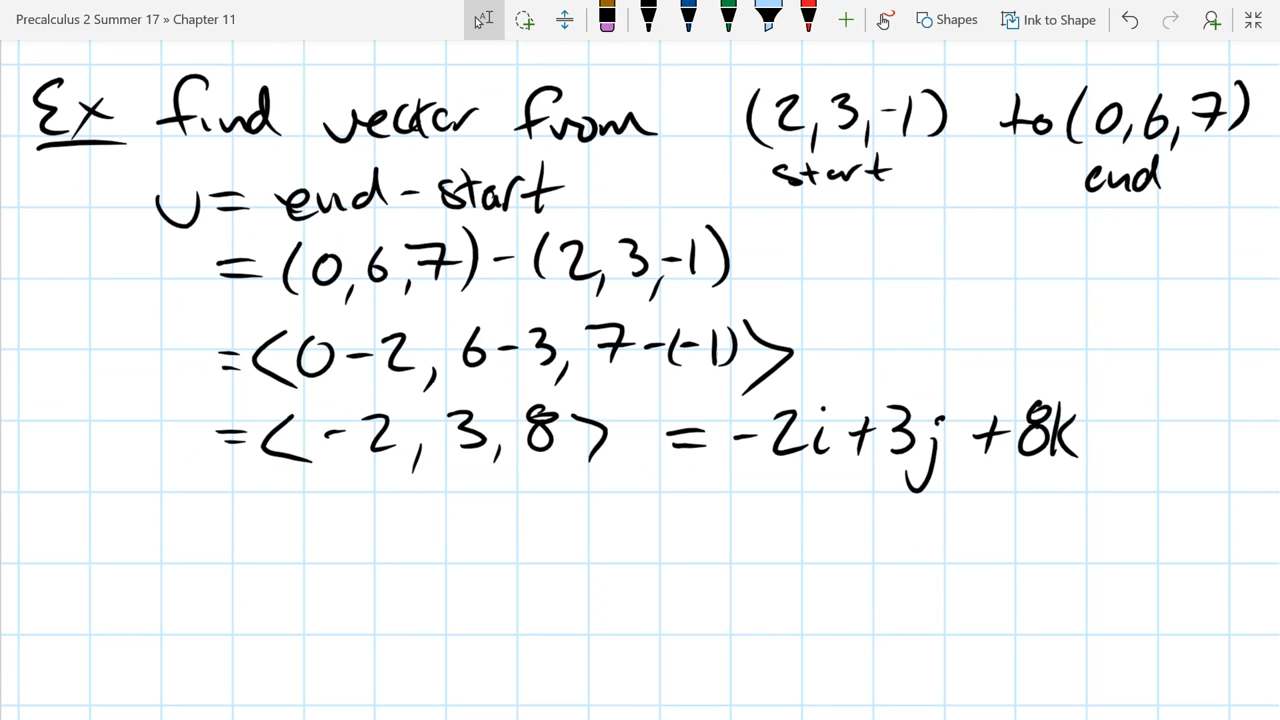 Precalculus 2 Summer 17 » Chapter 11
Shapes
Ink to Shape
Ex find vector from (2,3,-1) to (0,6,7)
start end
u = end - start
= (0,6,7) - (2,3,-1)
= <0-2, 6-3, 7-(-1)>
= <-2, 3, 8> = -2i+3j+8k